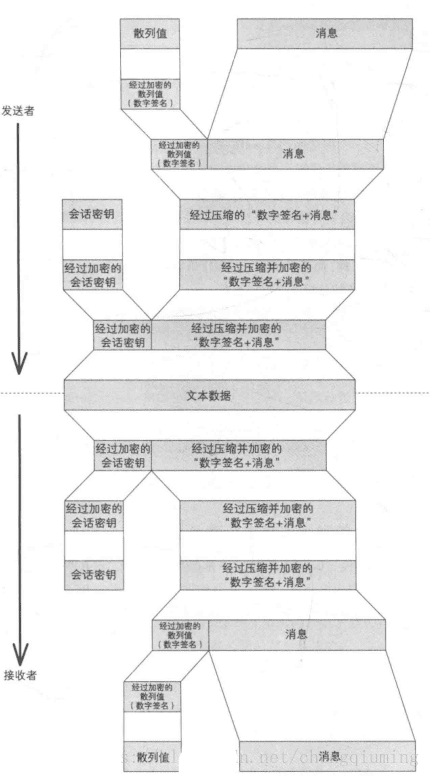 散列值
消息
经过加密的
散列值
(数字签名)
发送者
经过加密的
散列值
(数字签名)
消息
会话密钥
经过压缩的“数字签名+消息”
经过加密的
会话密钥
经过压缩并加密的
“数字签名+消息”
经过加密的
会话密钥
经过压缩并加密的
“数字签名+消息”
文本数据
经过加密的
会话密钥
经过压缩并加密的
“数字签名+消息”
经过加密的
会话密钥
经过压缩并加密的
“数字签名+消息”
会话密钥
经过压缩并加密的
“数字签名+消息”
经过加密的
散列值
(数字签名)
消息
接收者
经过加密的
散列值
(数字签名)
散列值
消息